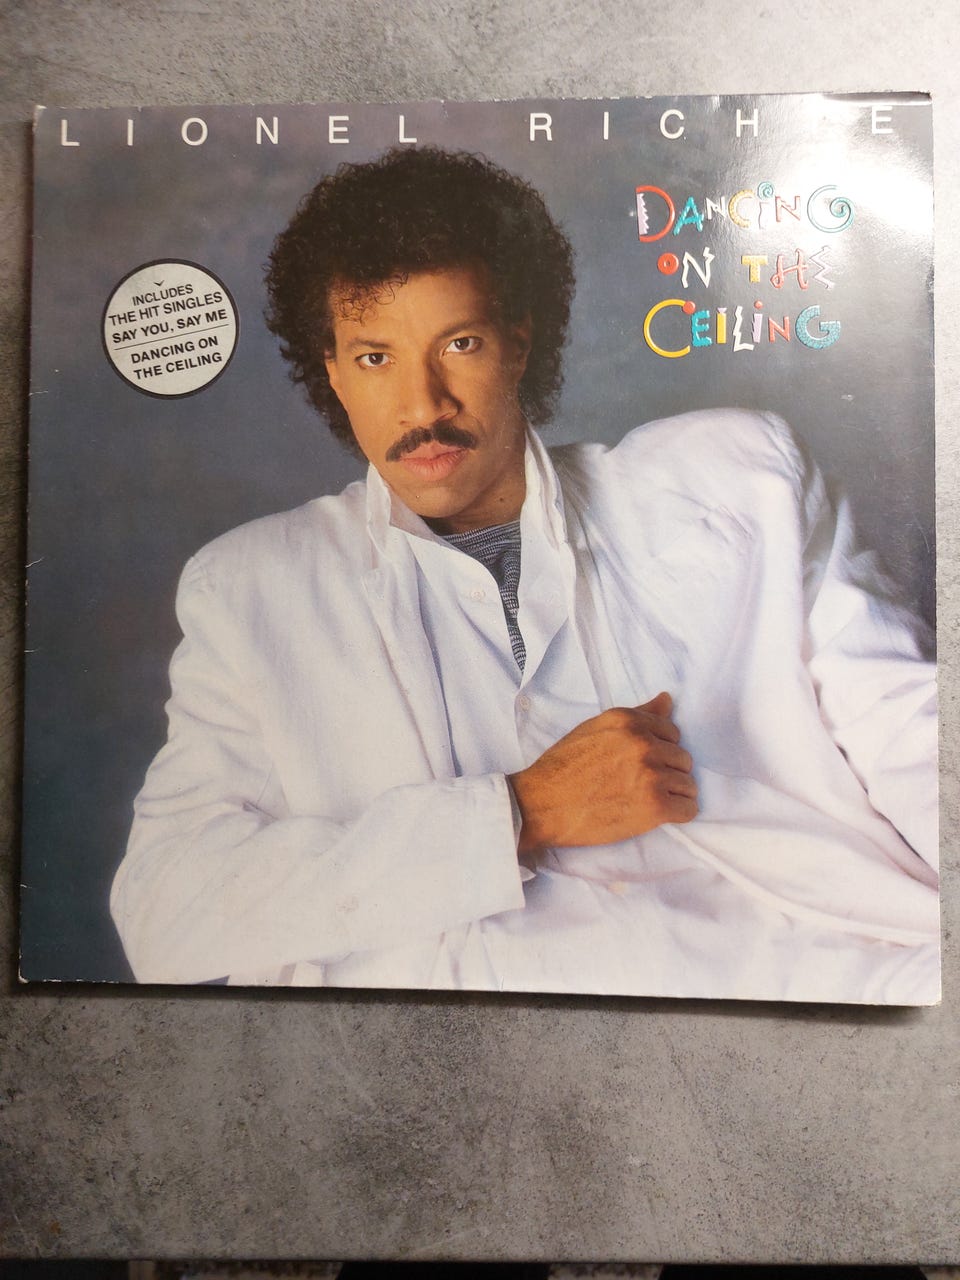 LIONEL RICHIE
DANCING
ON THE
CEILING
INCLUDES
THE HIT SINGLES
SAY YOU, SAY ME
DANCING ON
THE CEILING